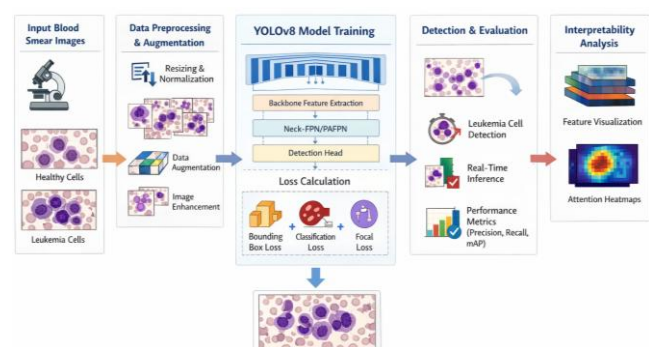 Input Blood
Smear Images
Healthy Cells
Leukemia Cells
Data Preprocessing
& Augmentation
Resizing &
Normalization
Data
Augmentation
Image
Enhancement
YOLOv8 Model Training
Backbone Feature Extraction
Neck-FPN/PAFPN
Detection Head
Loss Calculation
Bounding
Box Loss
+
Classification
Loss
+
Focal
Loss
Detection & Evaluation
Leukemia Cell
Detection
Real-Time
Inference
Performance
Metrics
(Precision, Recall,
mAP)
Interpretability
Analysis
Feature Visualization
Attention Heatmaps